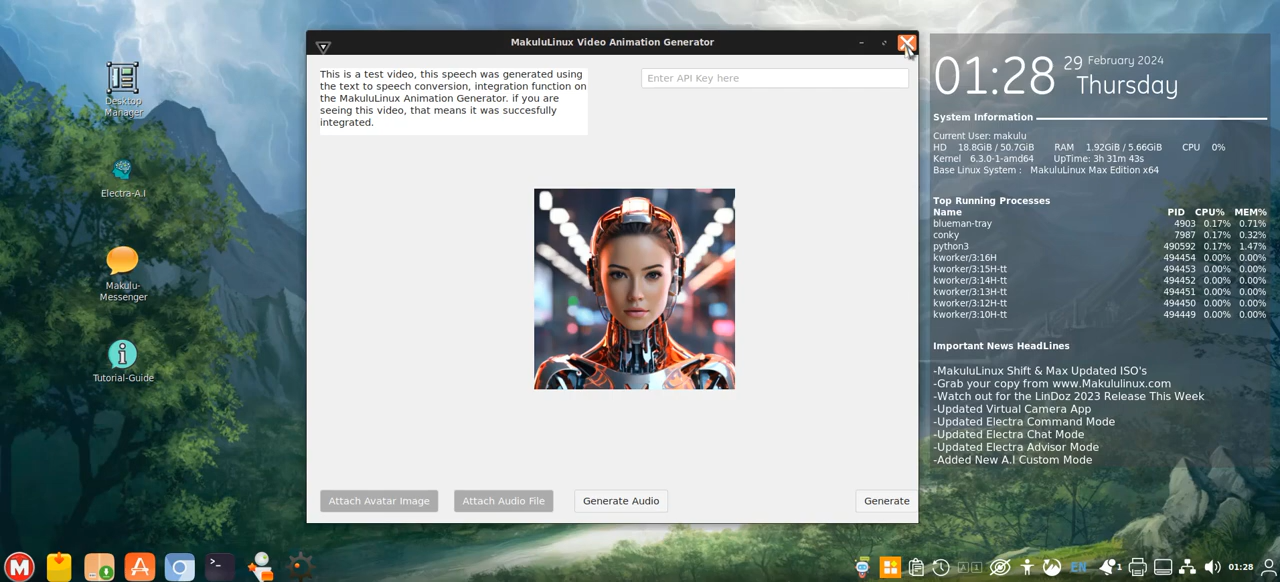 MakuluLinux Video Animation Generator
This is a test video, this speech was generated using
the text to speech conversion, integration function on
the MakuluLinux Animation Generator. if you are
seeing this video, that means it was succesfully
integrated.
Enter API Key here
Attach Avatar Image
Attach Audio File
Generate Audio
Generate
Desktop
Manager
Electra-A.I
Makulu-
Messenger
Tutorial-Guide
01:28
29 February 2024
Thursday
System Information
Current User: makulu
HD 18.8GiB / 50.7GiB RAM 1.92GiB / 5.66GiB CPU 0%
Kernel 6.3.0-1-amd64 UpTime: 3h 31m 43s
Base Linux System : MakuluLinux Max Edition x64
Top Running Processes
Name PID CPU% MEM%
blueman-tray 4903 0.17% 0.71%
conky 7987 0.17% 0.32%
python3 490592 0.17% 1.47%
kworker/3:16H 494454 0.00% 0.00%
kworker/3:15H-tt 494453 0.00% 0.00%
kworker/3:14H-tt 494452 0.00% 0.00%
kworker/3:13H-tt 494451 0.00% 0.00%
kworker/3:12H-tt 494450 0.00% 0.00%
kworker/3:10H-tt 494449 0.00% 0.00%
Important News HeadLines
-MakuluLinux Shift & Max Updated ISO's
-Grab your copy from www.Makululinux.com
-Watch out for the LinDoz 2023 Release This Week
-Updated Virtual Camera App
-Updated Electra Command Mode
-Updated Electra Chat Mode
-Updated Electra Advisor Mode
-Added New A.I Custom Mode
M
A 1
EN
1
01:28